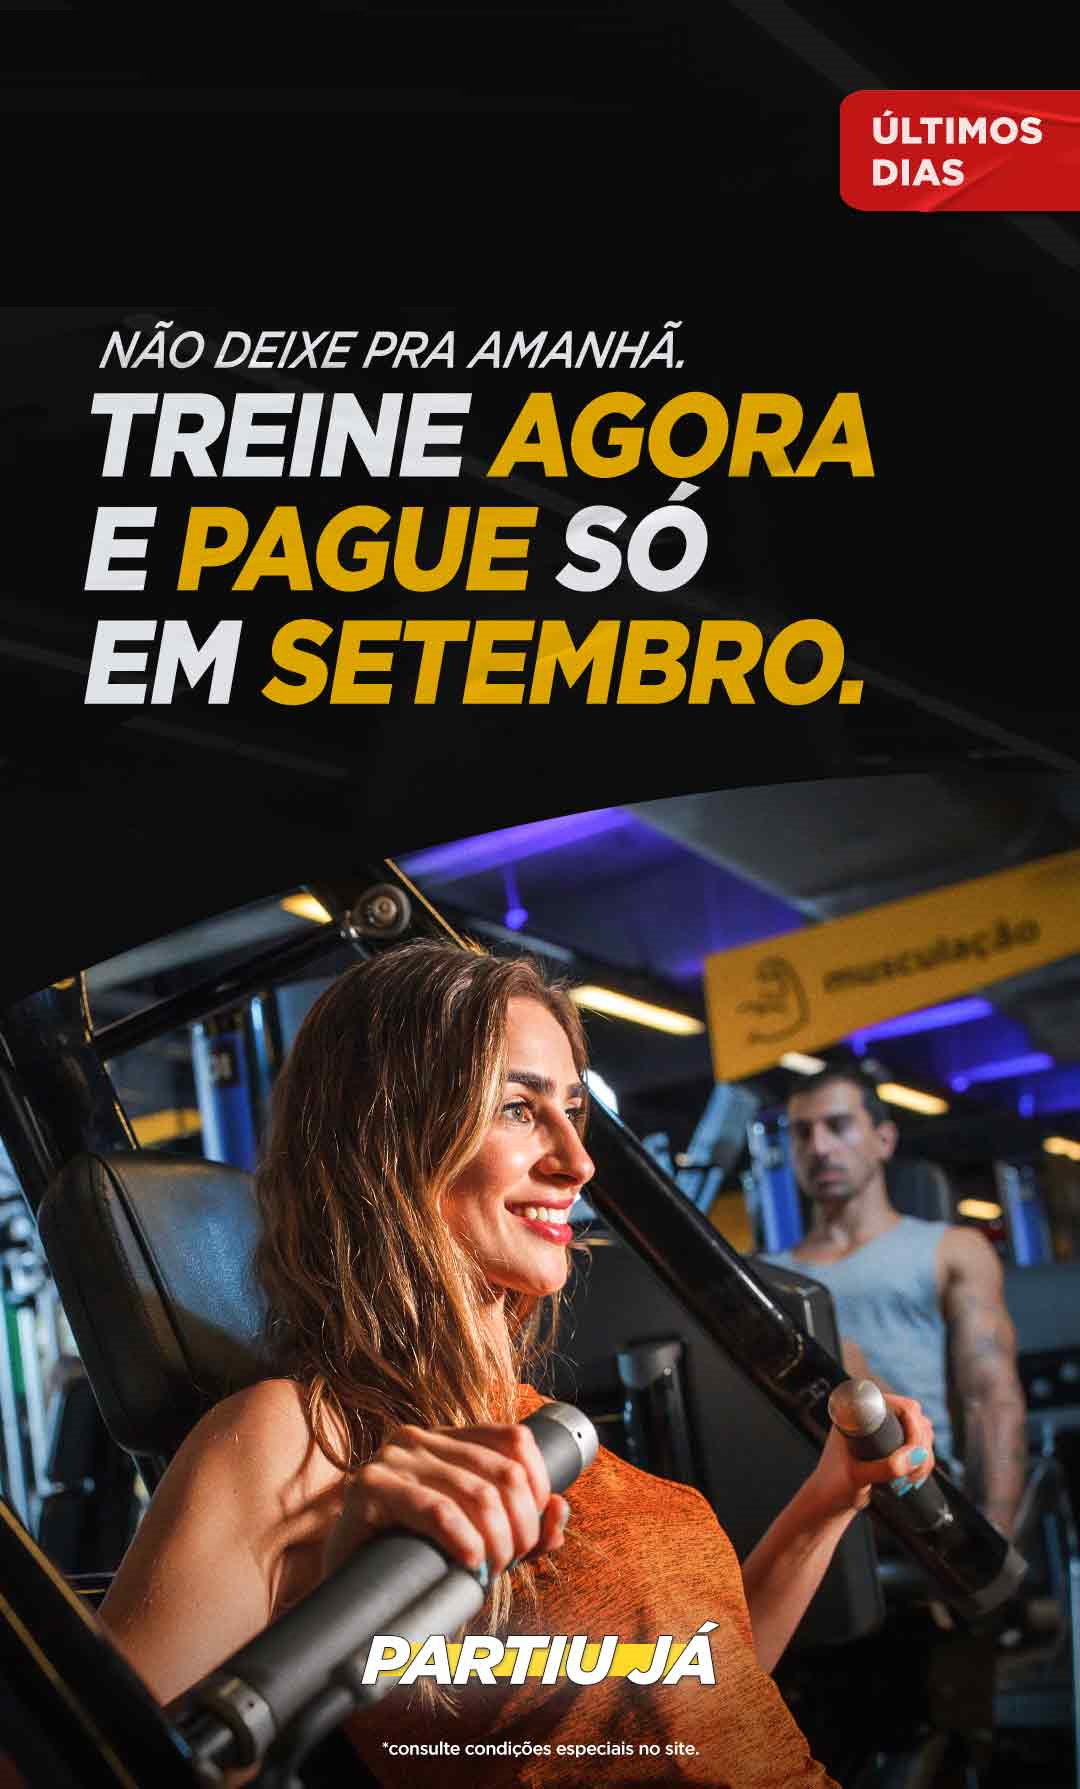 ÚLTIMOS
DIAS
NÃO DEIXE PRA AMANHÃ.
TREINE AGORA
E PAGUE SÓ
EM SETEMBRO.
musculação
PARTIU JÁ
*consulte condições especiais no site.